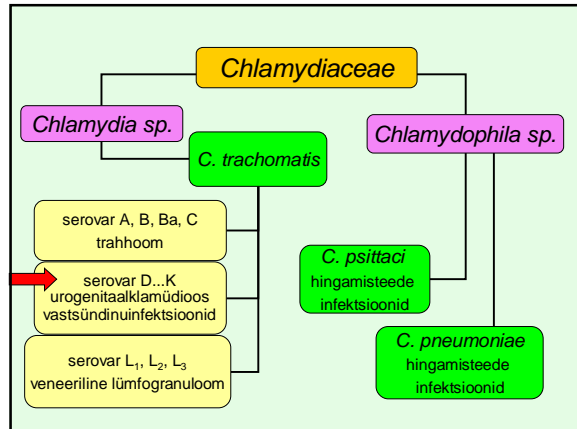 Chlamydiaceae
Chlamydia sp.
Chlamydophila sp.
C. trachomatis
serovar A, B, Ba, C
trahhoom
serovar D...K
urogenitaalklamüdioos
vastsündinuinfektsioonid
serovar L₁, L₂, L₃
veneeriline lümfogranuloom
C. psittaci
hingamisteede
infektsioonid
C. pneumoniae
hingamisteede
infektsioonid